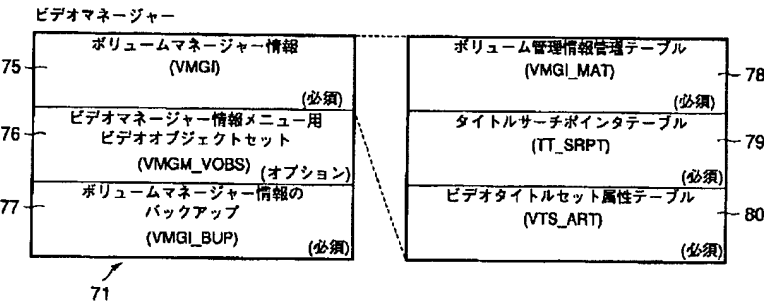 ビデオマネージャー
75
ボリュームマネージャー情報
(VMGI)
(必須)
76
ビデオマネージャー情報メニュー用
ビデオオブジェクトセット
(VMGM_VOBS)
(オプション)
77
ボリュームマネージャー情報の
バックアップ
(VMGI_BUP)
(必須)
71
ボリューム管理情報管理テーブル
(VMGI_MAT)
(必須)
78
タイトルサーチポインタテーブル
(TT_SRPT)
(必須)
79
ビデオタイトルセット属性テーブル
(VTS_ART)
(必須)
80